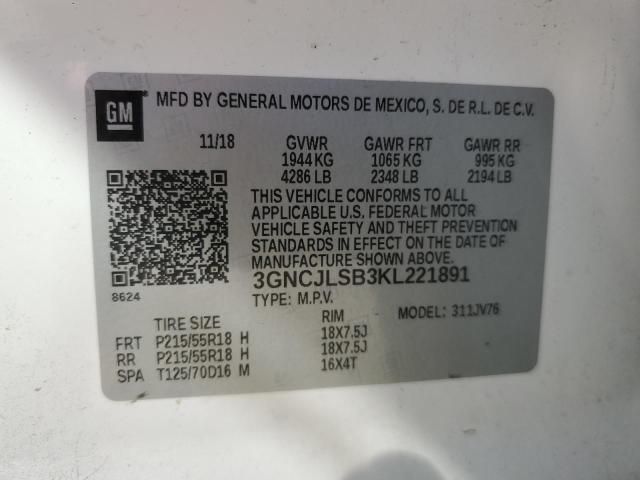 GM MFD BY GENERAL MOTORS DE MEXICO, S. DE R.L. DE C.V.
11/18 GVWR GAWR FRT GAWR RR
1944 KG 1065 KG 995 KG
4286 LB 2348 LB 2194 LB
THIS VEHICLE CONFORMS TO ALL
APPLICABLE U.S. FEDERAL MOTOR
VEHICLE SAFETY AND THEFT PREVENTION
STANDARDS IN EFFECT ON THE DATE OF
MANUFACTURE SHOWN ABOVE.
3GNCJLSB3KL221891
8624
TYPE: M.P.V.
MODEL: 311JV76
TIRE SIZE RIM
FRT P215/55R18 H 18X7.5J
RR P215/55R18 H 18X7.5J
SPA T125/70D16 M 16X4T